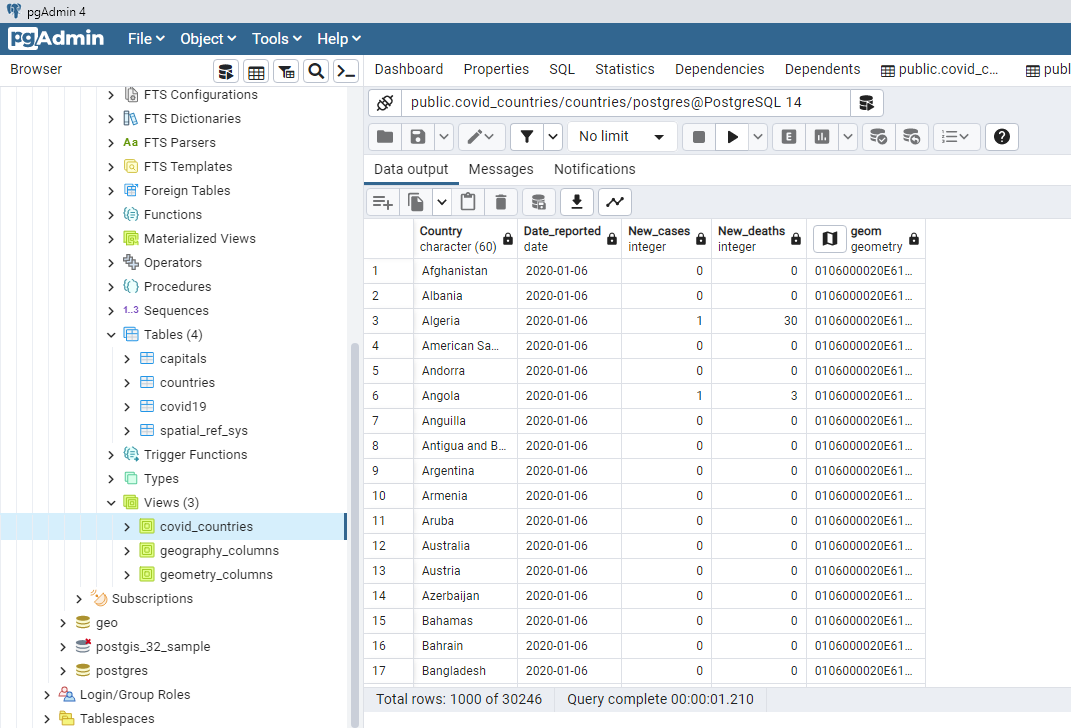 pgAdmin 4
pgAdmin
File Object Tools Help
Browser
Dashboard Properties SQL Statistics Dependencies Dependents public.covid_c... publ
FTS Configurations
FTS Dictionaries
Aa FTS Parsers
FTS Templates
Foreign Tables
Functions
Materialized Views
Operators
Procedures
1..3 Sequences
Tables (4)
capitals
countries
covid19
spatial_ref_sys
Trigger Functions
Types
Views (3)
covid_countries
geography_columns
geometry_columns
Subscriptions
geo
postgis_32_sample
postgres
Login/Group Roles
Tablespaces
public.covid_countries/countries/postgres@PostgreSQL 14
No limit
E
Data output Messages Notifications
Country Date_reported New_cases New_deaths geom
character (60) date integer integer geometry
1 Afghanistan 2020-01-06 0 0 0106000020E61...
2 Albania 2020-01-06 0 0 0106000020E61...
3 Algeria 2020-01-06 1 30 0106000020E61...
4 American Sa... 2020-01-06 0 0 0106000020E61...
5 Andorra 2020-01-06 0 0 0106000020E61...
6 Angola 2020-01-06 1 3 0106000020E61...
7 Anguilla 2020-01-06 0 0 0106000020E61...
8 Antigua and B... 2020-01-06 0 0 0106000020E61...
9 Argentina 2020-01-06 0 0 0106000020E61...
10 Armenia 2020-01-06 0 0 0106000020E61...
11 Aruba 2020-01-06 0 0 0106000020E61...
12 Australia 2020-01-06 0 0 0106000020E61...
13 Austria 2020-01-06 0 0 0106000020E61...
14 Azerbaijan 2020-01-06 0 0 0106000020E61...
15 Bahamas 2020-01-06 0 0 0106000020E61...
16 Bahrain 2020-01-06 0 0 0106000020E61...
17 Bangladesh 2020-01-06 0 0 0106000020E61...
Total rows: 1000 of 30246 Query complete 00:00:01.210